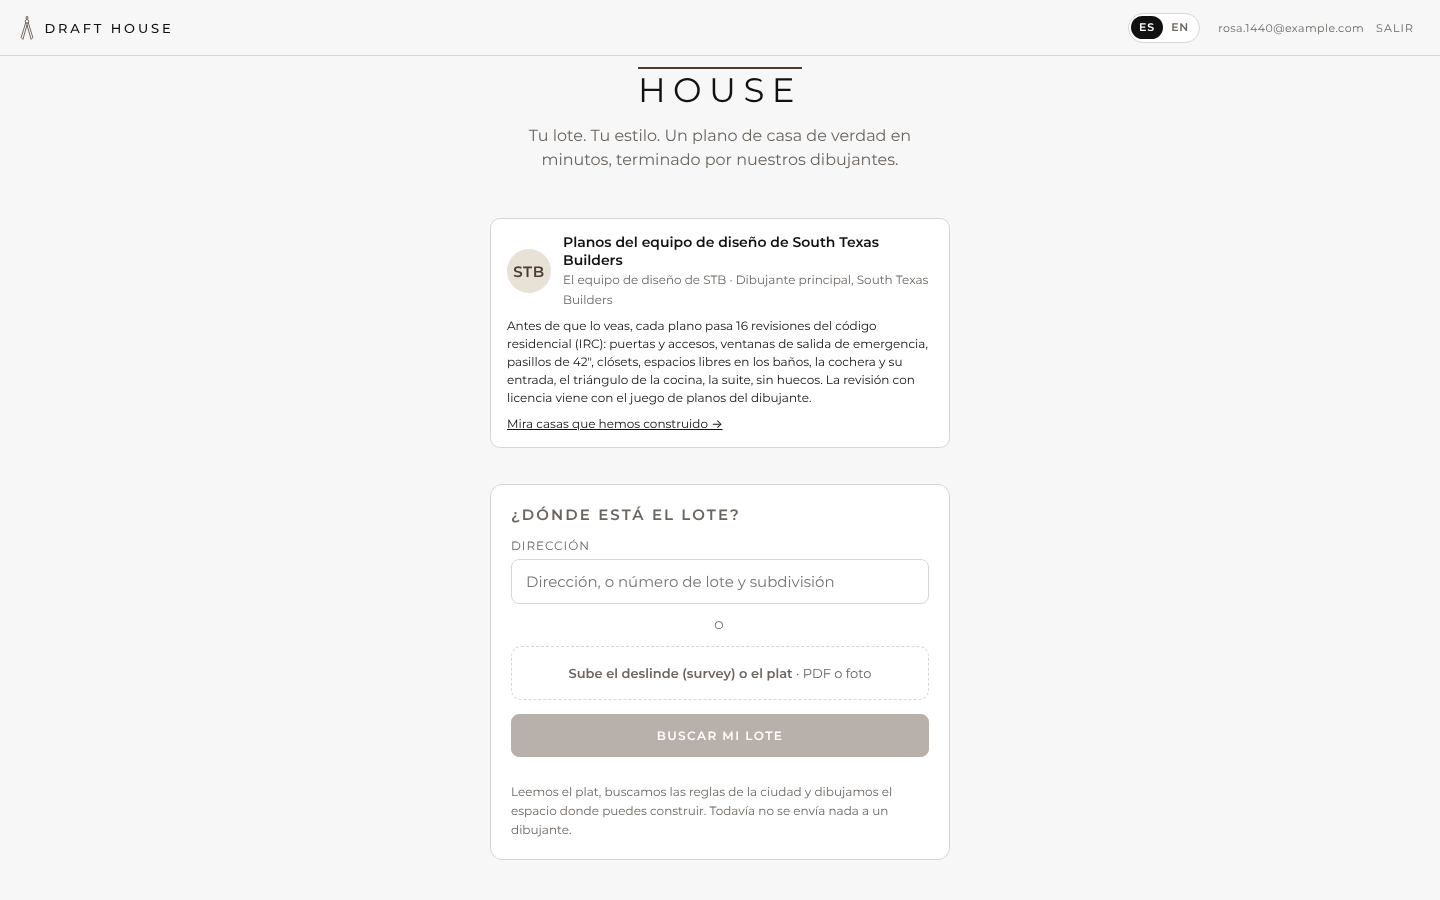 DRAFT HOUSE
ES EN rosa.1440@example.com SALIR
HOUSE
Tu lote. Tu estilo. Un plano de casa de verdad en
minutos, terminado por nuestros dibujantes.
STB
Planos del equipo de diseño de South Texas
Builders
El equipo de diseño de STB · Dibujante principal, South Texas
Builders
Antes de que lo veas, cada plano pasa 16 revisiones del código
residencial (IRC): puertas y accesos, ventanas de salida de emergencia,
pasillos de 42", clósets, espacios libres en los baños, la cochera y su
entrada, el triángulo de la cocina, la suite, sin huecos. La revisión con
licencia viene con el juego de planos del dibujante.
Mira casas que hemos construido →
¿DÓNDE ESTÁ EL LOTE?
DIRECCIÓN
Dirección, o número de lote y subdivisión
O
Sube el deslinde (survey) o el plat · PDF o foto
BUSCAR MI LOTE
Leemos el plat, buscamos las reglas de la ciudad y dibujamos el
espacio donde puedes construir. Todavía no se envía nada a un
dibujante.